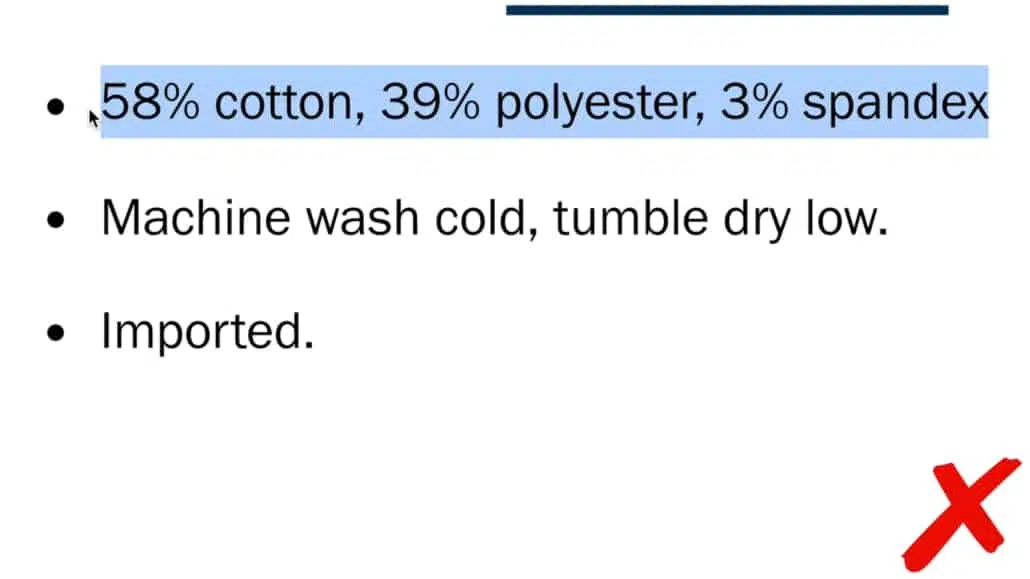 58% cotton, 39% polyester, 3% spandex
Machine wash cold, tumble dry low.
Imported.